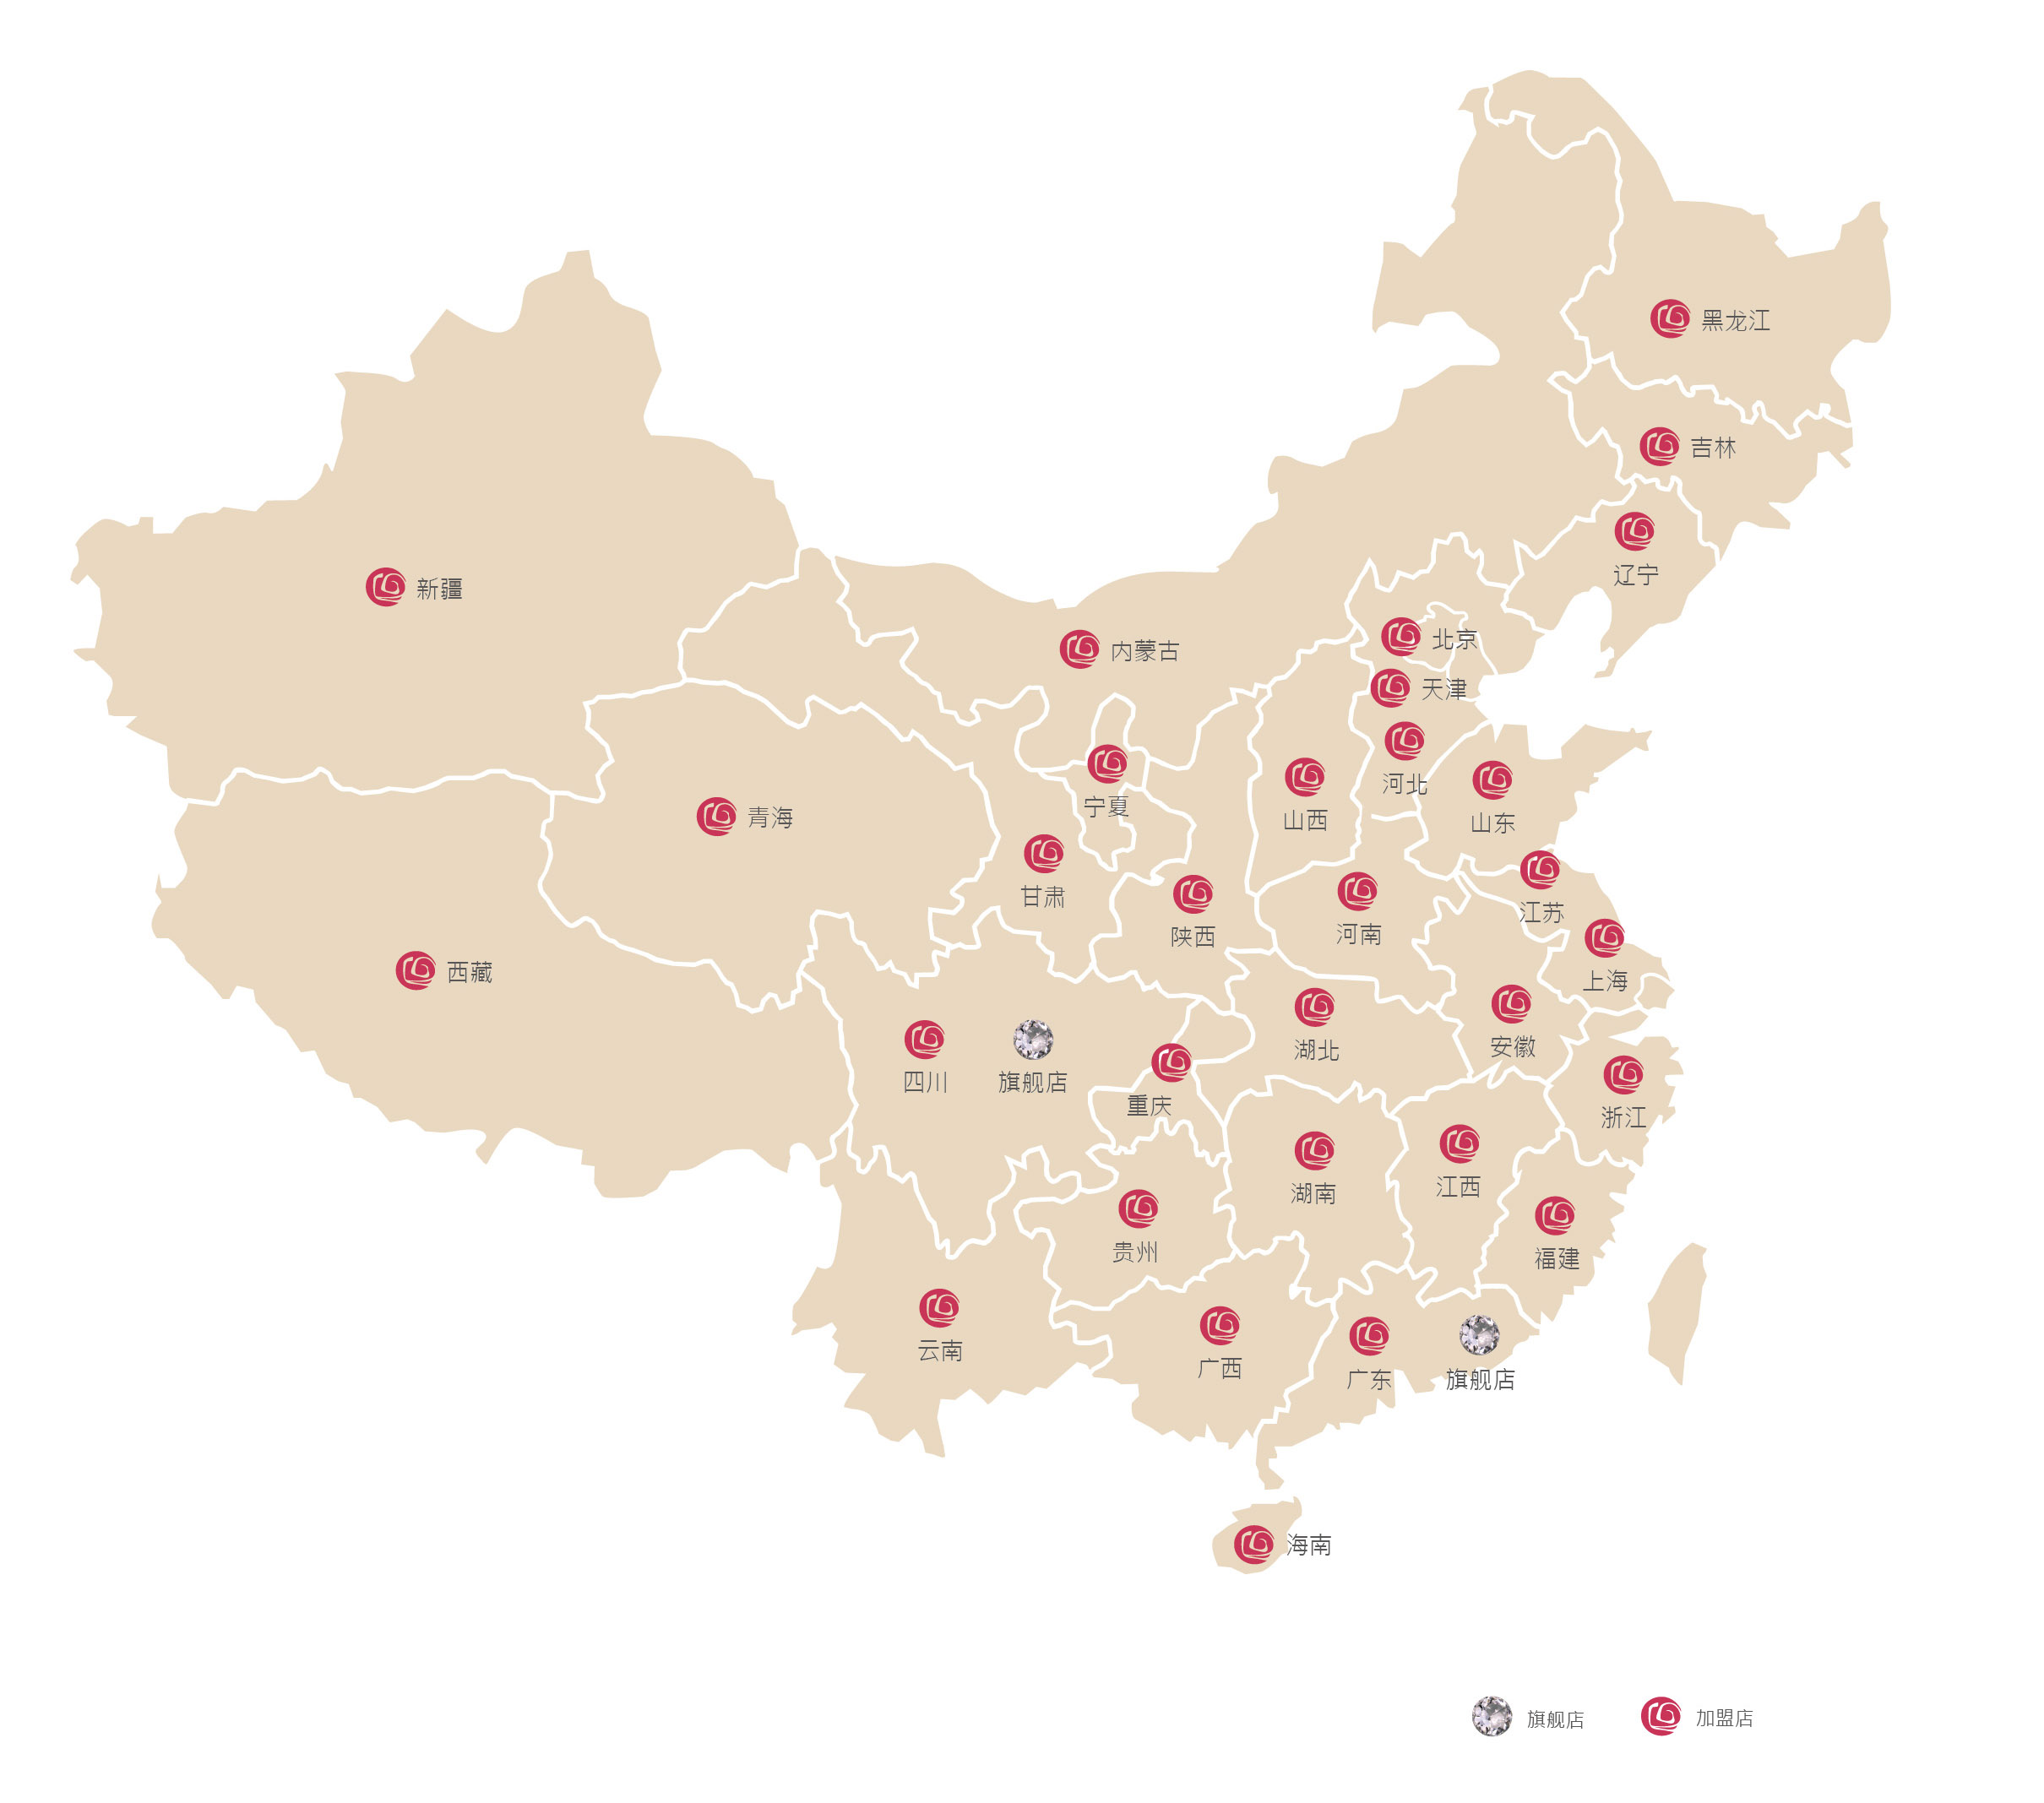 黑龙江
吉林
辽宁
新疆
北京
内蒙古
天津
河北
宁夏
青海
山西
山东
甘肃
江苏
陕西
河南
西藏
上海
安徽
湖北
四川
旗舰店
重庆
浙江
江西
湖南
贵州
福建
云南
广西
广东
旗舰店
海南
旗舰店
加盟店